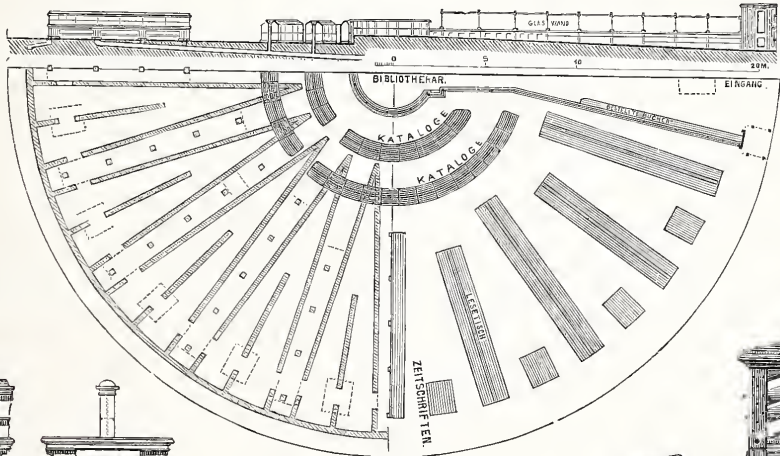 GLAS WAND
0 5 10 20M.
BIBLIOTHEKAR.
EINGANG.
KATALOGE
KATALOGE
LESETISCH
ZEITSCHRIFTEN.